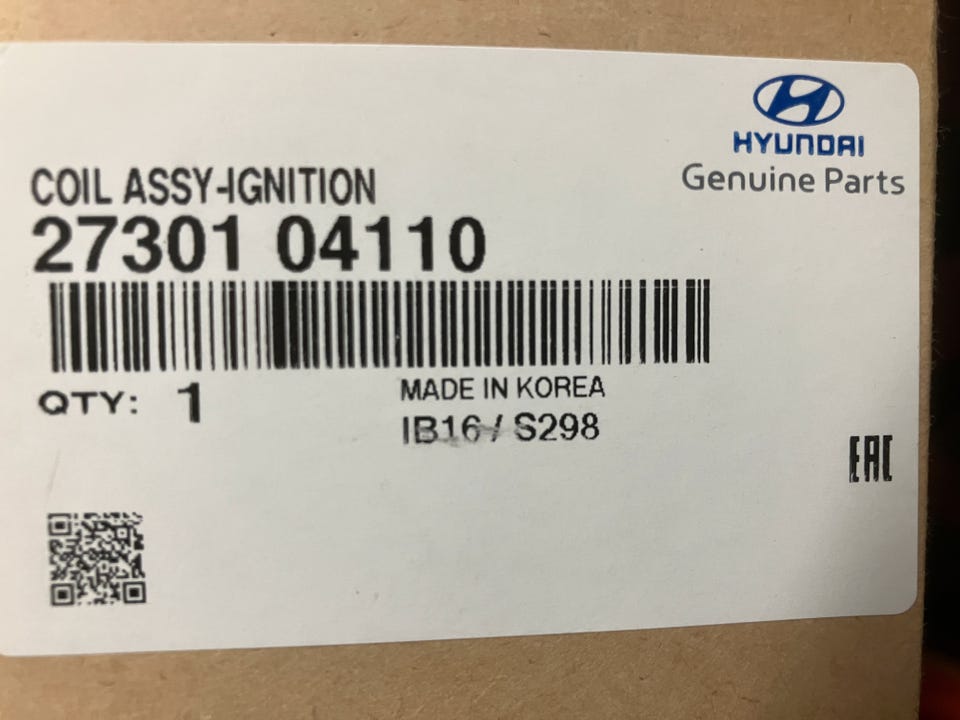 HYUNDAI
Genuine Parts
COIL ASSY-IGNITION
27301 04110
QTY: 1
MADE IN KOREA
IB16 / S298
EAC